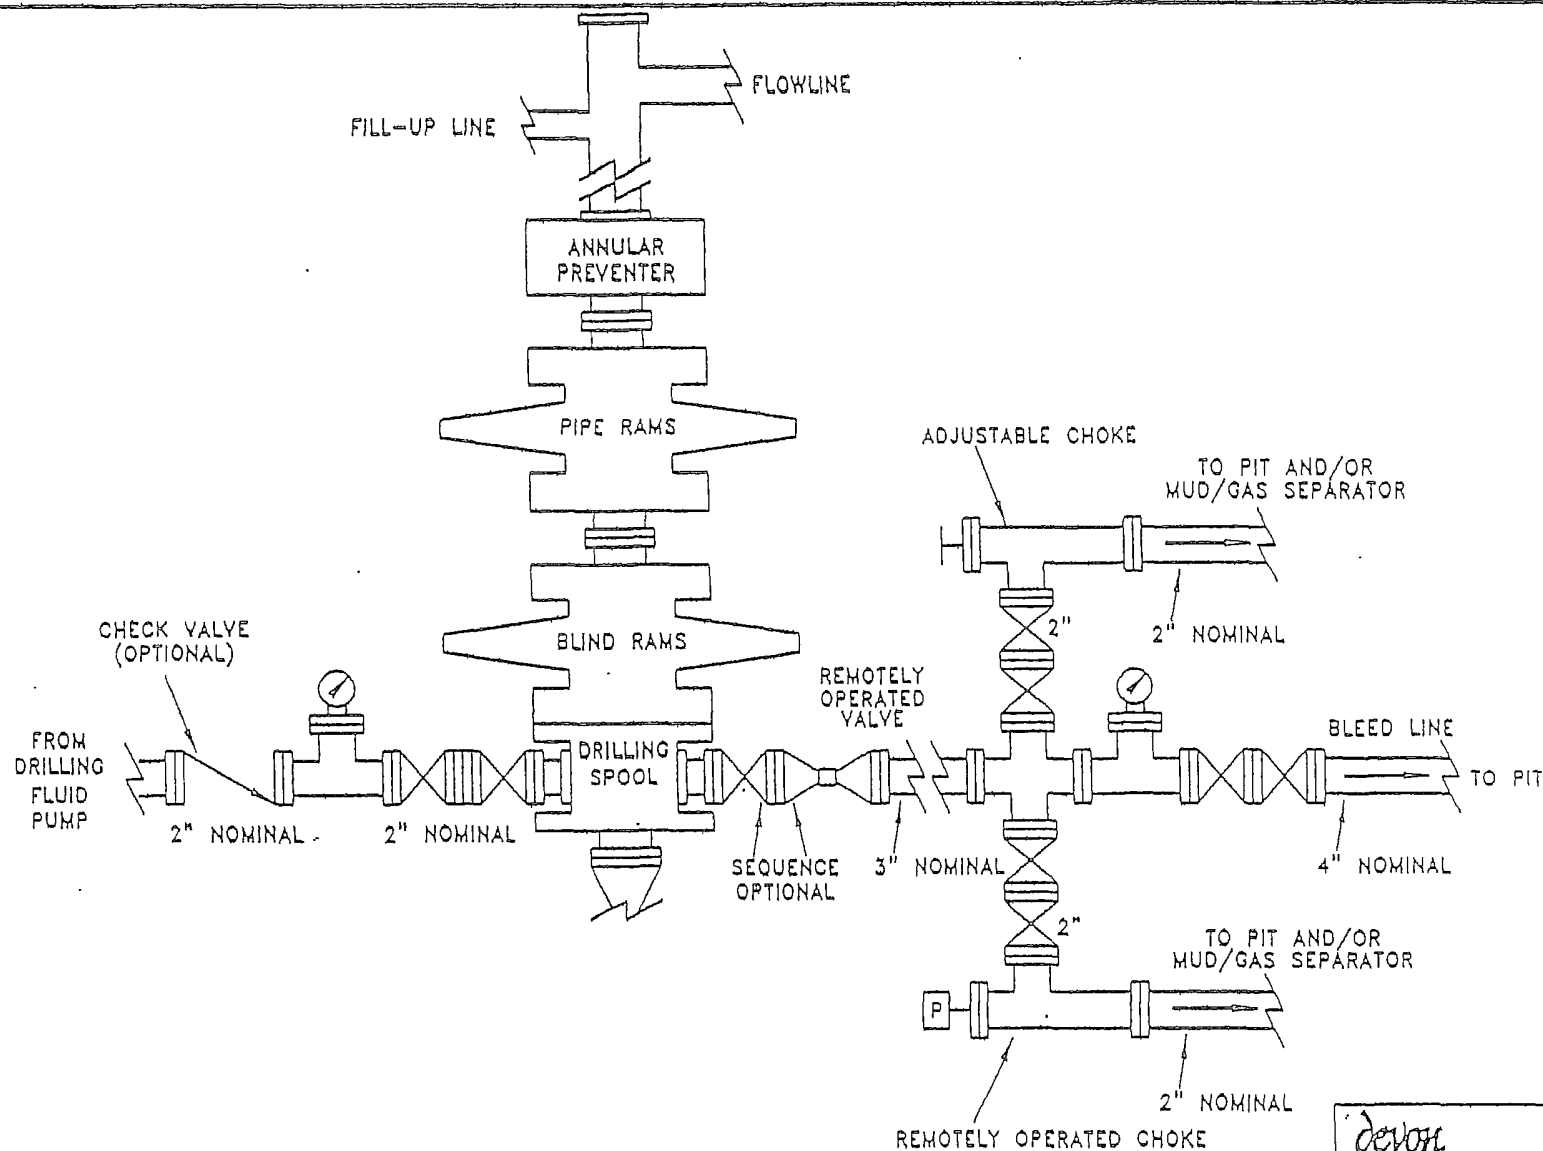 FLOWLINE
FILL-UP LINE
ANNULAR
PREVENTER
PIPE RAMS
ADJUSTABLE CHOKE
TO PIT AND/OR
MUD/GAS SEPARATOR
2"
2" NOMINAL
CHECK VALVE
(OPTIONAL)
BLIND RAMS
REMOTELY
OPERATED
VALVE
FROM
DRILLING
FLUID
PUMP
DRILLING
SPOOL
BLEED LINE
TO PIT
2" NOMINAL
2" NOMINAL
SEQUENCE
OPTIONAL
3" NOMINAL
4" NOMINAL
2"
TO PIT AND/OR
MUD/GAS SEPARATOR
P
2" NOMINAL
REMOTELY OPERATED CHOKE
devon